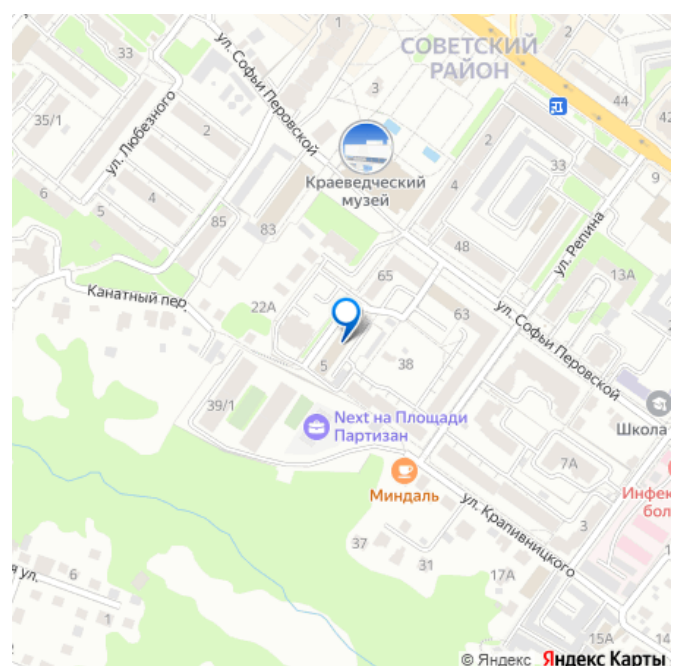 1
2
33
ул. Софьи Перовской
СОВЕТСКИЙ
РАЙОН
3
44
42
35/1
ул. Любезного
2
2
33
9
Краеведческий
музей
4
6
4
5
85
83
48
ул. Репина
65
13А
Канатный пер.
22А
63
ул. Софьи Перовской
5
38
39/1
Next на Площади
Партизан
Школа
7А
Миндаль
Инфек
бол
ул. Крапивницкого
3
37
31
17А
1
я ул.
6
1
15А
14
© Яндекс Яндекс Карты